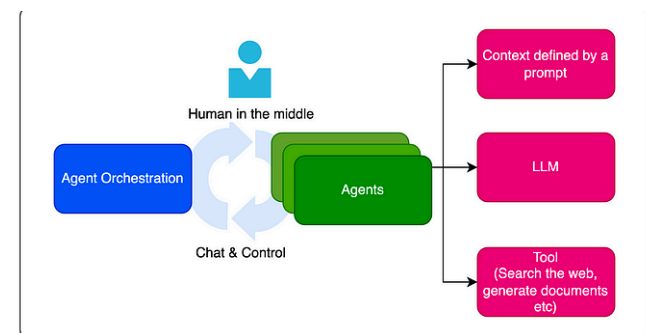 Human in the middle
Agent Orchestration
Agents
Chat & Control
Context defined by a
prompt
LLM
Tool
(Search the web,
generate documents
etc)